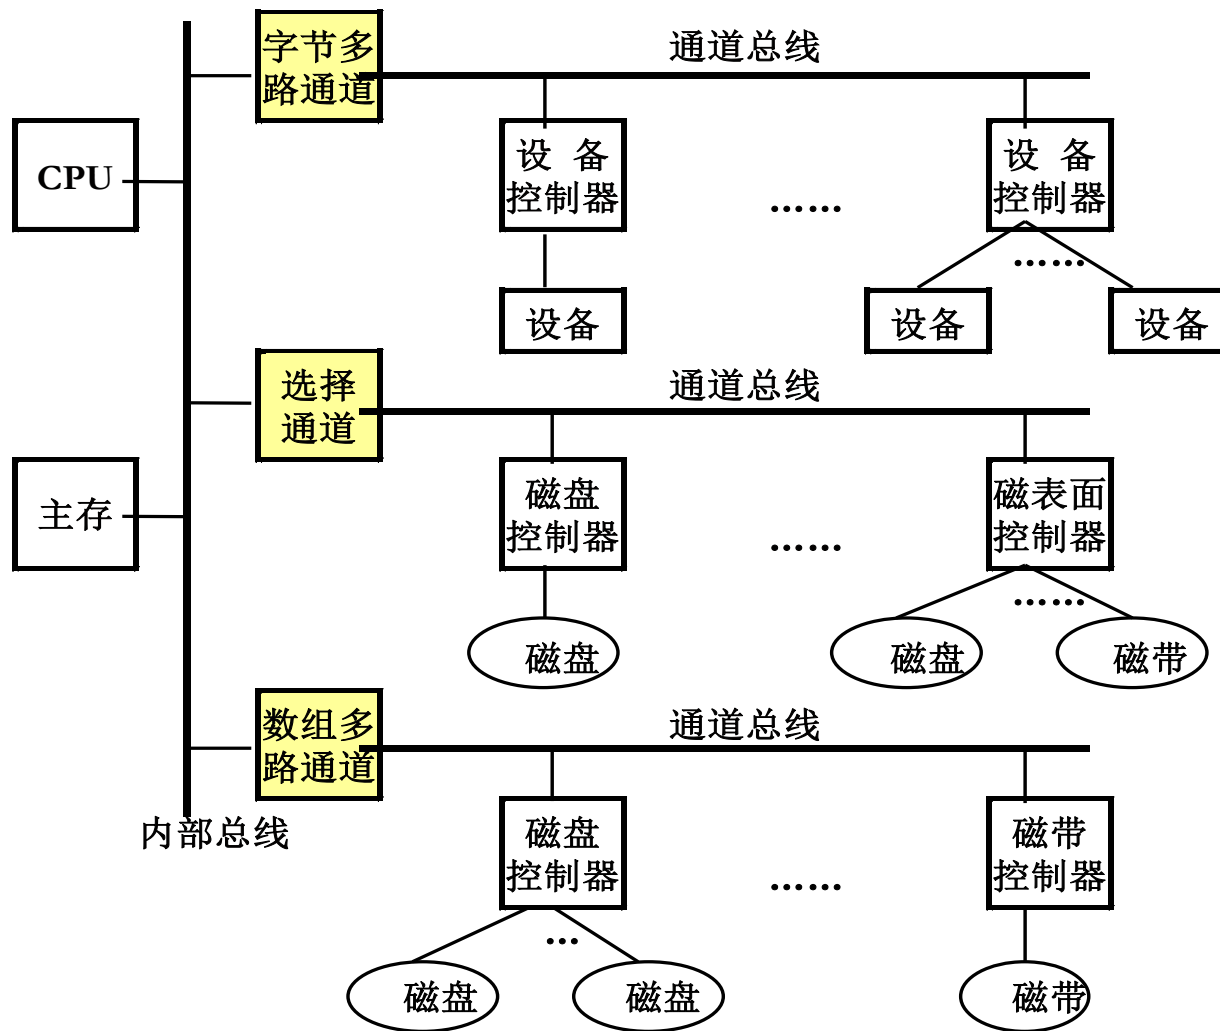 字节多
路通道
通道总线
CPU
设 备
控制器
……
设 备
控制器
……
设备
设备
设备
选择
通道
通道总线
主存
磁盘
控制器
……
磁表面
控制器
……
磁盘
磁盘
磁带
数组多
路通道
通道总线
内部总线
磁盘
控制器
……
磁带
控制器
…
磁盘
磁盘
磁带